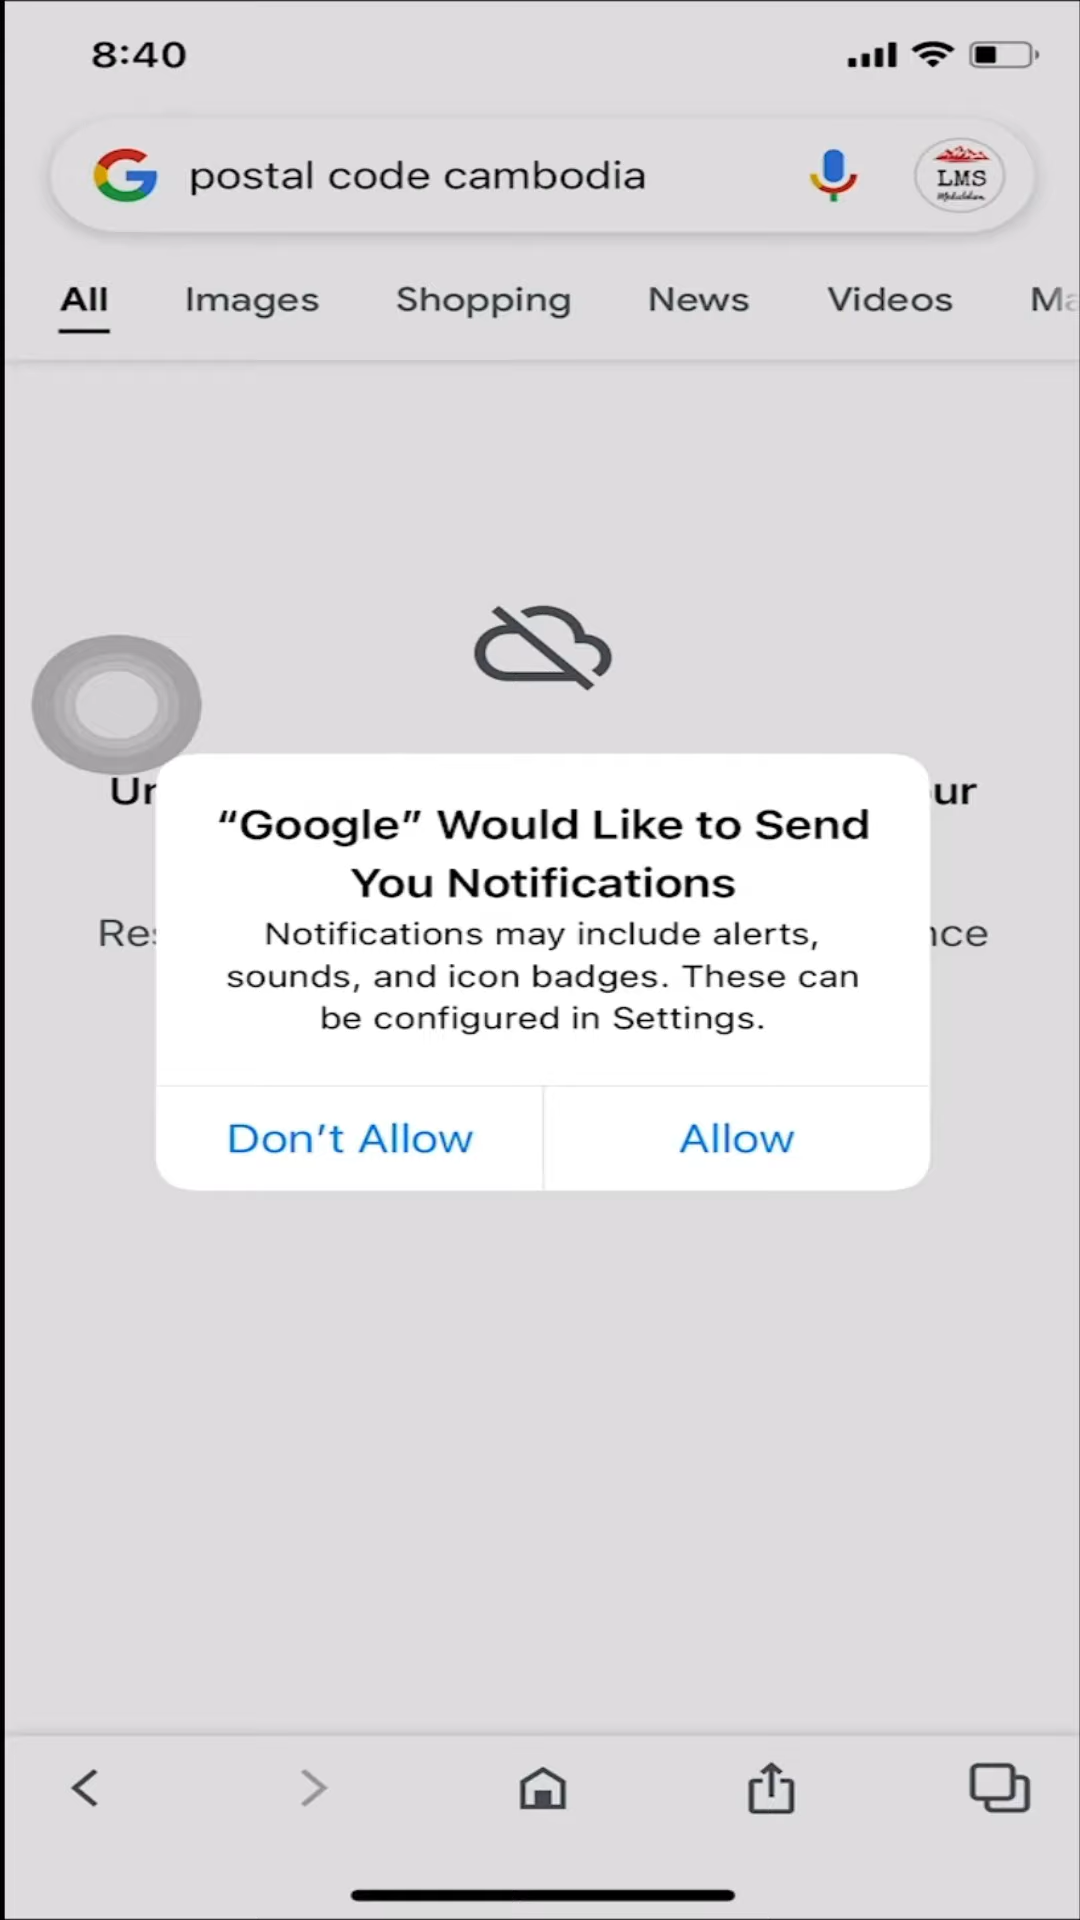 8:40
postal code cambodia
LMS
All Images Shopping News Videos
"Google" Would Like to Send
You Notifications
Notifications may include alerts,
sounds, and icon badges. These can
be configured in Settings.
Don't Allow Allow